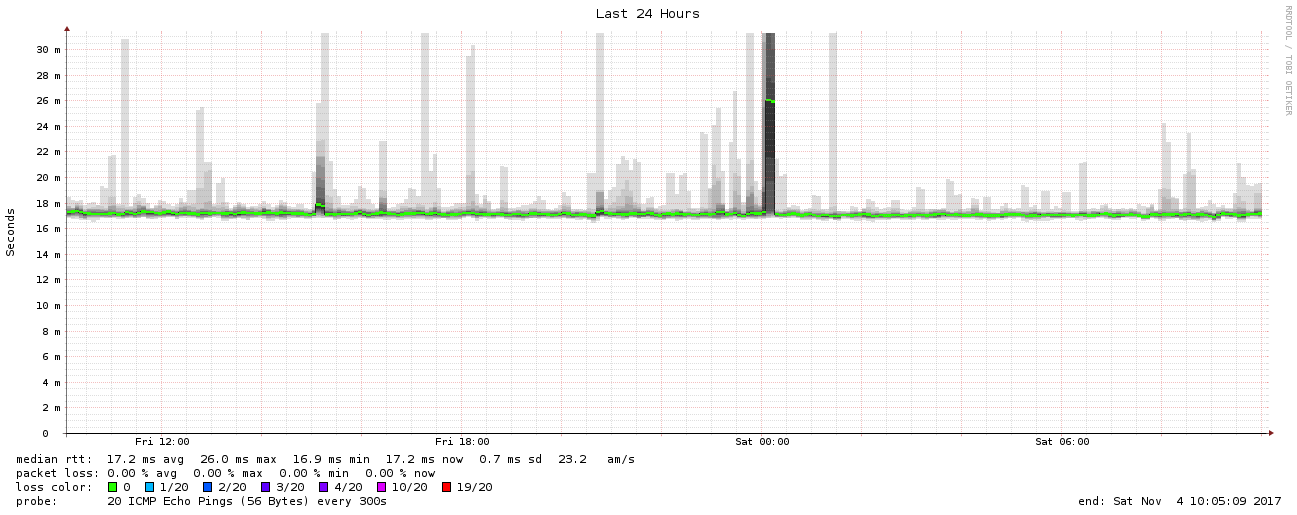 Last 24 Hours
RRDTOOL / TOBI OETIKER
Seconds
30 m
28 m
26 m
24 m
22 m
20 m
18 m
16 m
14 m
12 m
10 m
8 m
6 m
4 m
2 m
0
Fri 12:00 Fri 18:00 Sat 00:00 Sat 06:00
median rtt: 17.2 ms avg 26.0 ms max 16.9 ms min 17.2 ms now 0.7 ms sd 23.2 am/s
packet loss: 0.00 % avg 0.00 % max 0.00 % min 0.00 % now
loss color: 0 1/20 2/20 3/20 4/20 10/20 19/20
probe: 20 ICMP Echo Pings (56 Bytes) every 300s end: Sat Nov 4 10:05:09 2017